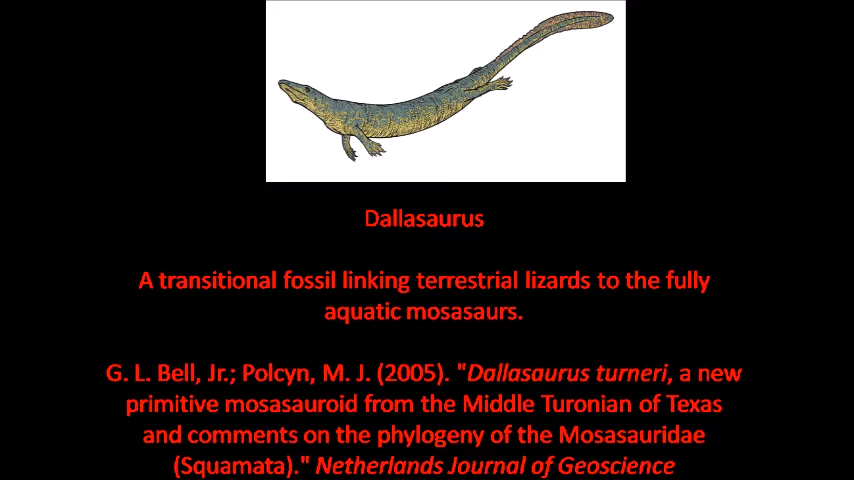 Dallasaurus
A transitional fossil linking terrestrial lizards to the fully
aquatic mosasaurs.
G. L. Bell, Jr.; Polcyn, M. J. (2005). "Dallasaurus turneri, a new
primitive mosasauroid from the Middle Turonian of Texas
and comments on the phylogeny of the Mosasauridae
(Squamata)." Netherlands Journal of Geoscience